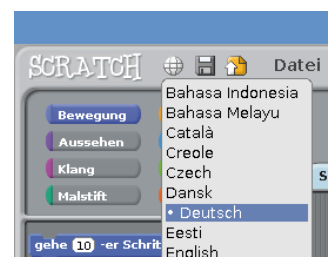 SCRATCH Datei
Bahasa Indonesia
Bewegung
Bahasa Melayu
Català
Aussehen
Creole
Klang
Czech
S
Malstift
Dansk
• Deutsch
Eesti
gehe 10 -er Schrit
English